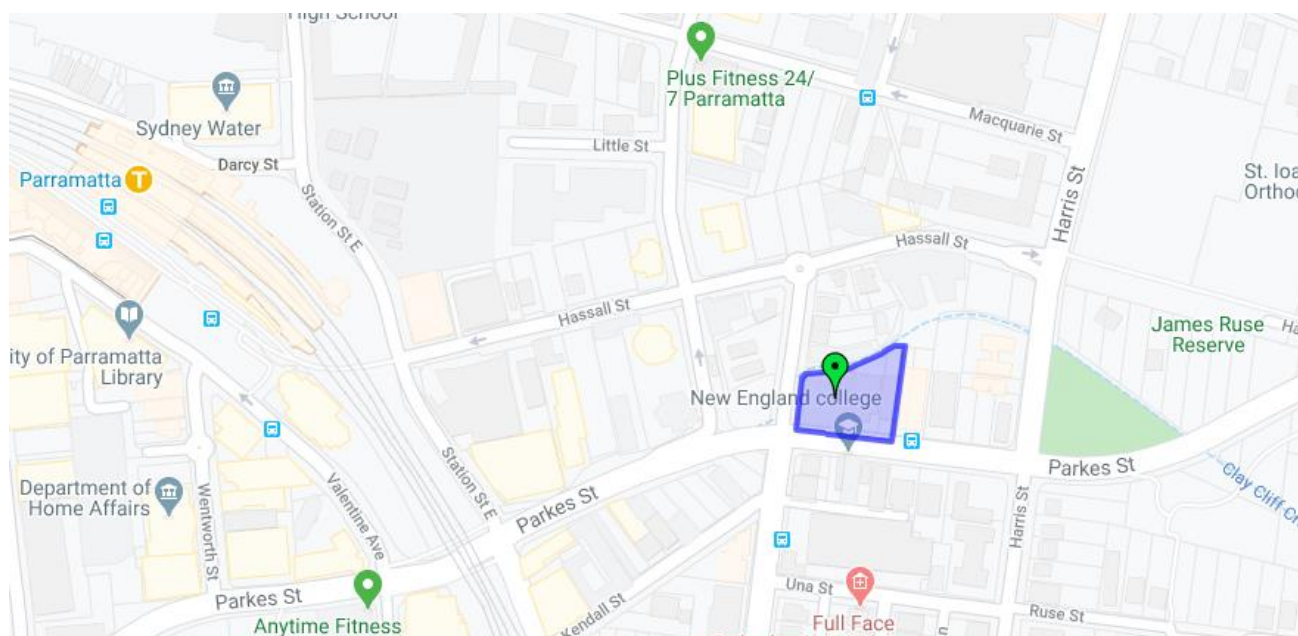 High School
Plus Fitness 24/
7 Parramatta
Sydney Water
Macquarie St
Little St
Darcy St
Parramatta
T
St. Ioa
Orthod
Harris St
Station St E
Hassall St
Hassall St
James Ruse
Reserve
Ha
ity of Parramatta
Library
New England college
Parkes St
Clay Cliff Cr
Department of
Home Affairs
Wentworth St
Valentine Ave
Station St E
Parkes St
Harris St
Una St
Ruse St
Parkes St
Kendall St
Full Face
Anytime Fitness